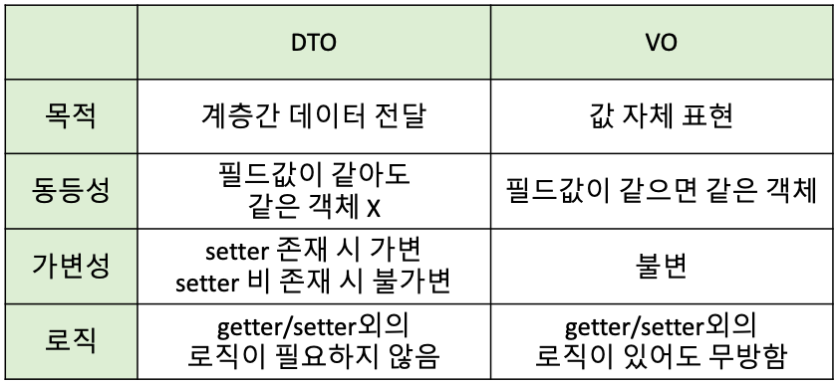 DTO VO
목적 계층간 데이터 전달 값 자체 표현
동등성 필드값이 같아도
같은 객체 X 필드값이 같으면 같은 객체
가변성 setter 존재 시 가변
setter 비 존재 시 불가변 불변
로직 getter/setter외의
로직이 필요하지 않음 getter/setter외의
로직이 있어도 무방함